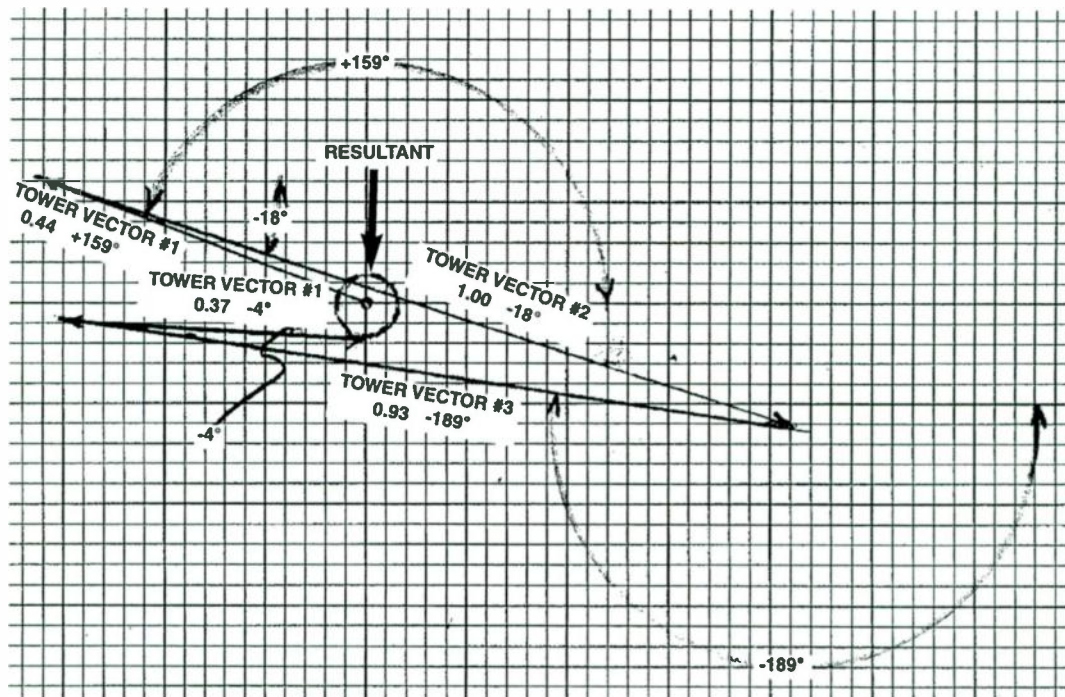 +159°
RESULTANT
-18°
TOWER VECTOR #1
0.44 +159°
TOWER VECTOR #1
0.37 -4°
TOWER VECTOR #2
1.00 -18°
TOWER VECTOR #3
0.93 -189°
-4°
-189°